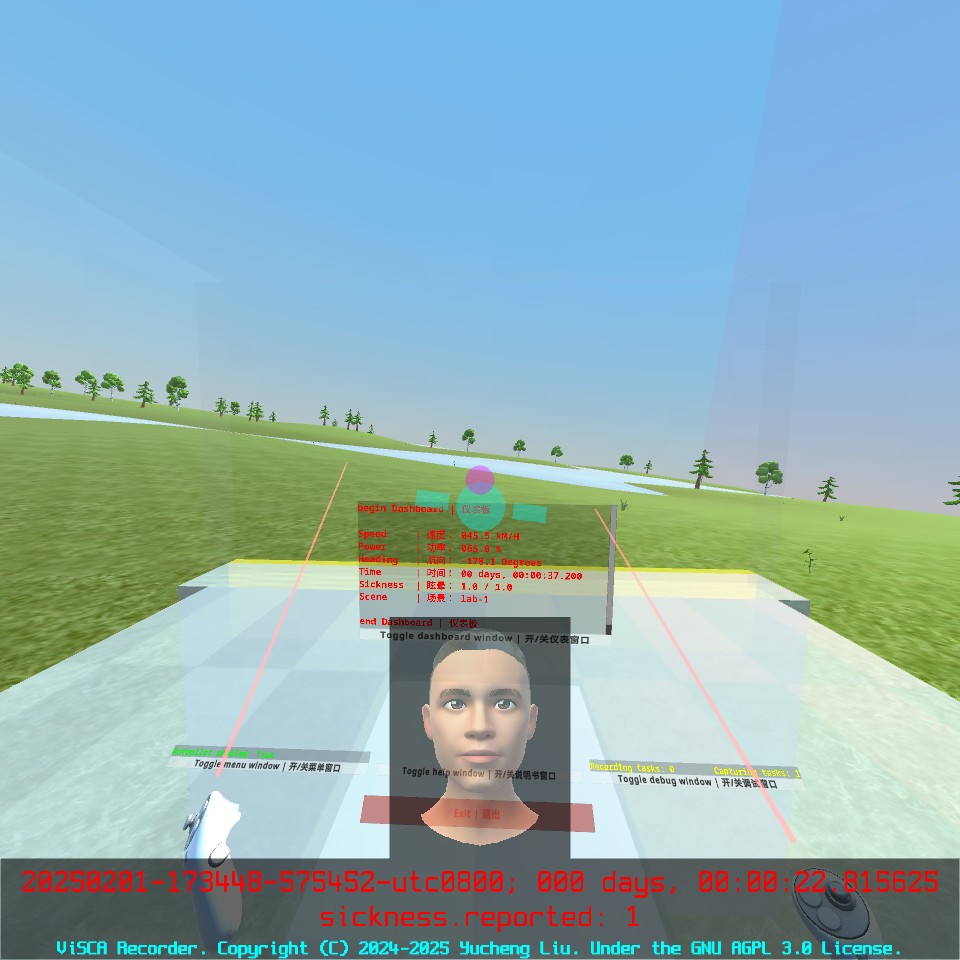 begin Dashboard | 仪表板
Speed | 速度: 045.5 kM/H
Power | 功率: 065.8 %
Heading | 航向: -178.1 Degrees
Time | 时间: 00 days, 00:00:37.200
Sickness | 眩晕: 1.0 / 1.0
Scene | 场景: lab-1
end Dashboard | 仪表板
Toggle dashboard window | 开/关仪表窗口
Toggle menu window | 开/关菜单窗口
Toggle help window | 开/关说明书窗口
Recording tasks: 0 Capturing tasks: 1
Toggle debug window | 开/关调试窗口
Exit | 退出
20250201-173448-575452-utc0800; 000 days, 00:00:22.815625
sickness.reported: 1
ViSCA Recorder. Copyright (C) 2024-2025 Yucheng Liu. Under the GNU AGPL 3.0 License.